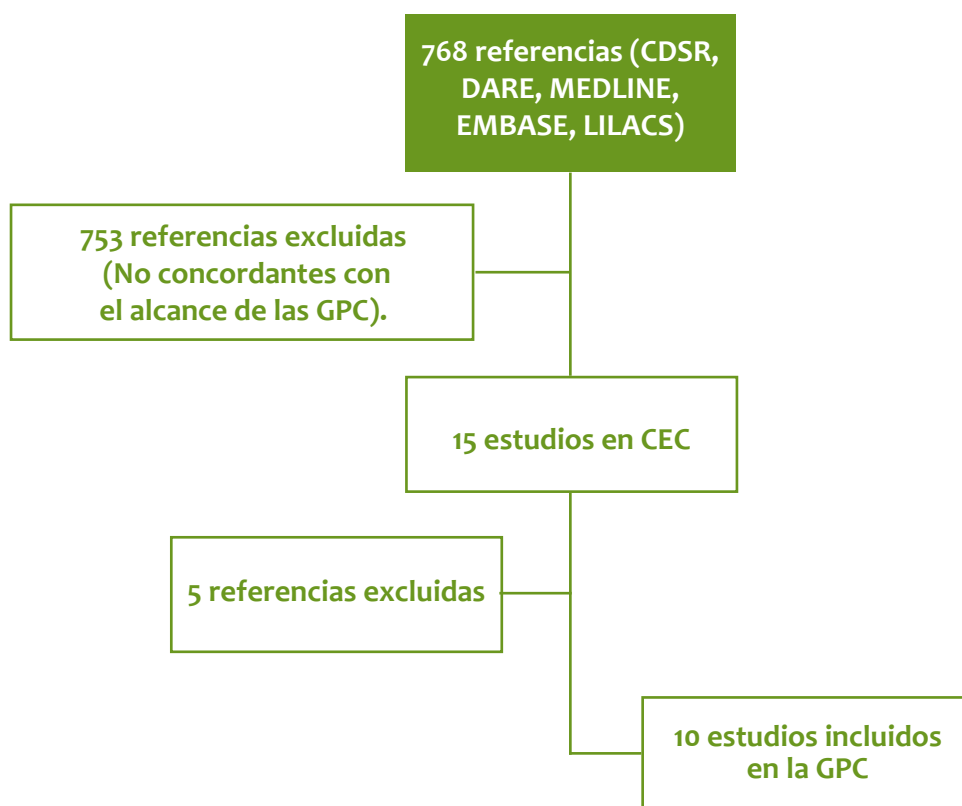 768 referencias (CDSR,
DARE, MEDLINE,
EMBASE, LILACS)
753 referencias excluidas
(No concordantes con
el alcance de las GPC).
15 estudios en CEC
5 referencias excluidas
10 estudios incluidos
en la GPC